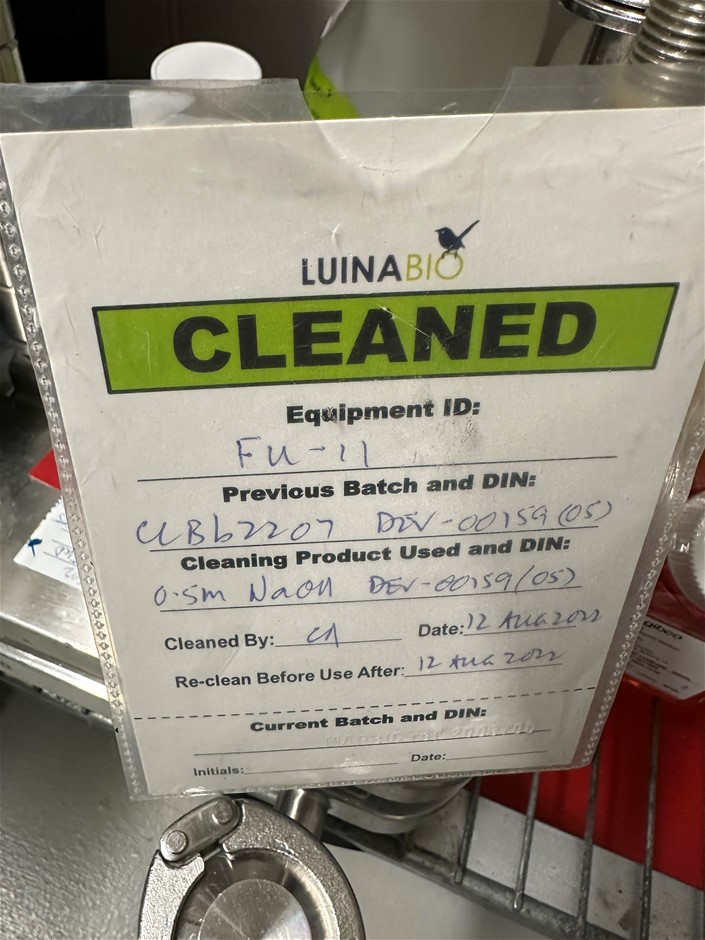 LUINABIO
CLEANED
Equipment ID:
FU-11
Previous Batch and DIN:
DEV-00159 (05)
Cleaning Product Used and DIN:
0.5m NaOH DEV-00159/(05)
Cleaned By: CA Date: 12 AUG 2022
Re-clean Before Use After: 12 AUG 2022
Current Batch and DIN:
Initials: Date:
gibco